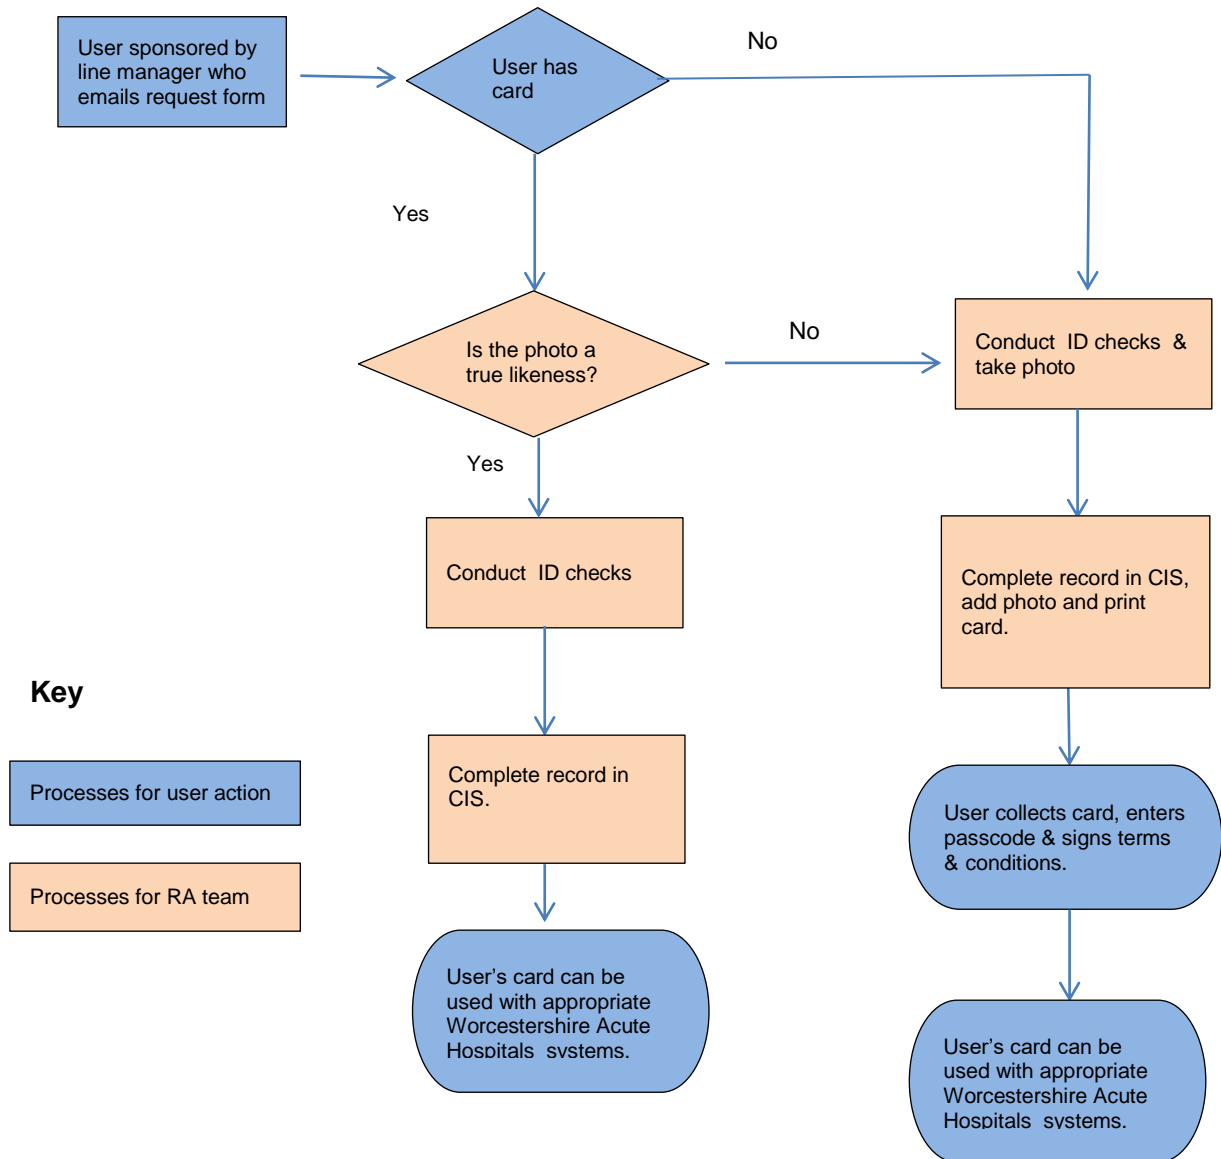 User sponsored by
line manager who
emails request form
User has
card
No
Yes
Is the photo a
true likeness?
No
Conduct ID checks &
take photo
Yes
Conduct ID checks
Complete record in CIS,
add photo and print
card.
Key
Processes for user action
Complete record in
CIS.
User collects card, enters
passcode & signs terms
& conditions.
Processes for RA team
User’s card can be
used with appropriate
Worcestershire Acute
Hospitals systems.
User’s card can be
used with appropriate
Worcestershire Acute
Hospitals systems.